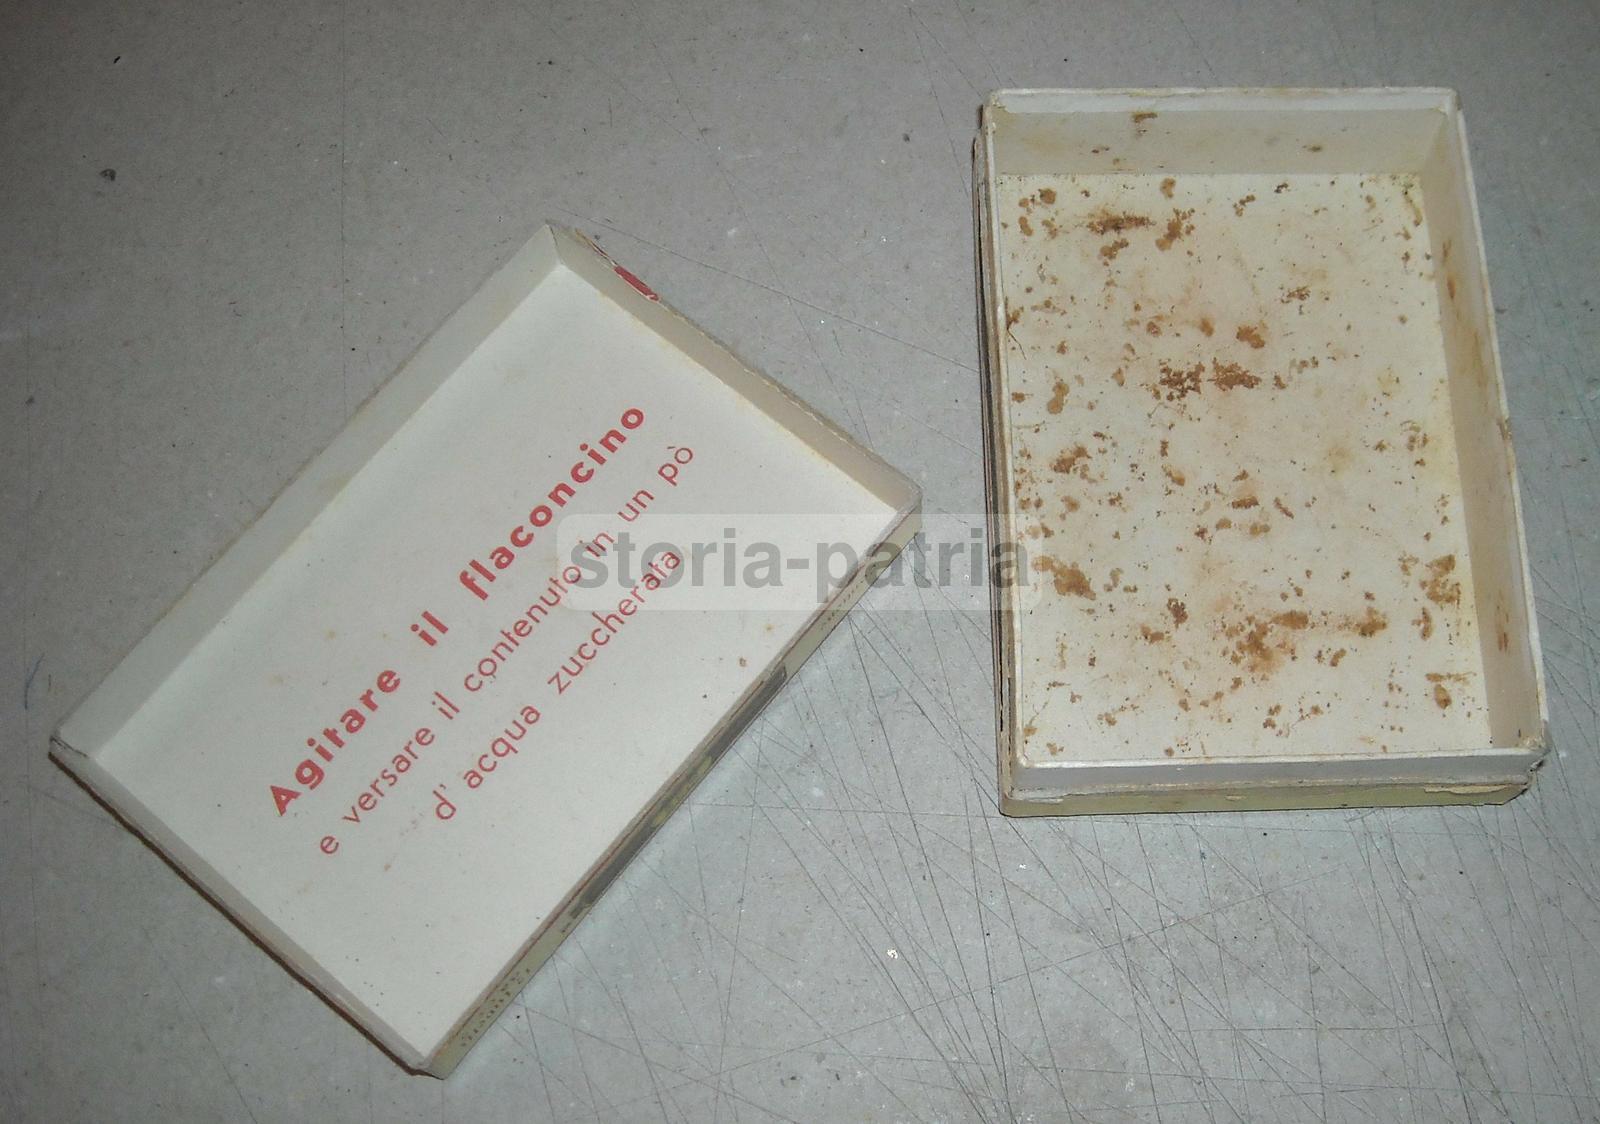 Agitare il flaconcino
e versare il contenuto in un pò
d'acqua zuccherata
storia-patria